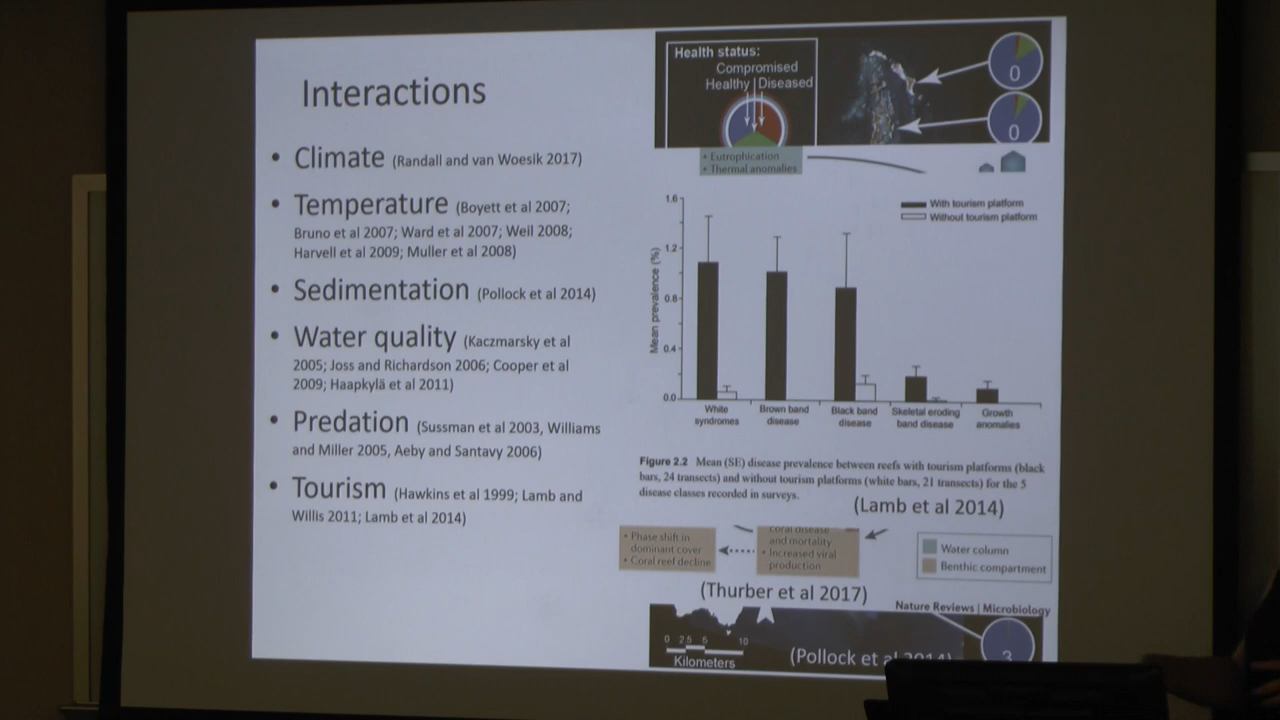 Interactions
• Climate (Randall and van Woesik 2017)
• Temperature (Boyett et al 2007;
Bruno et al 2007; Ward et al 2007; Weil 2008;
Harvell et al 2009; Muller et al 2008)
• Sedimentation (Pollock et al 2014)
• Water quality (Kaczmarsky et al
2005; Joss and Richardson 2006; Cooper et al
2009; Haapkylä et al 2011)
• Predation (Sussman et al 2003, Williams
and Miller 2005, Aeby and Santavy 2006)
• Tourism (Hawkins et al 1999; Lamb and
Willis 2011; Lamb et al 2014)
Health status:
Compromised
Healthy Diseased
0
0
• Eutrophication
• Thermal anomalies
With tourism platform
Without tourism platform
Mean prevalence (%)
1.6
1.2
0.8
0.4
0.0
White
syndromes
Brown band
disease
Black band
disease
Skeletal eroding
band disease
Growth
anomalies
Figure 2.2 Mean (SE) disease prevalence between reefs with tourism platforms (black
bars, 24 transects) and without tourism platforms (white bars, 21 transects) for the 5
disease classes recorded in surveys.
(Lamb et al 2014)
• Phase shift in
dominant cover
• Coral reef decline
coral disease
and mortality
• Increased viral
production
Water column
Benthic compartment
(Thurber et al 2017)
Nature Reviews | Microbiology
0 2.5 5 10
Kilometers
(Pollock et al 2014)
3